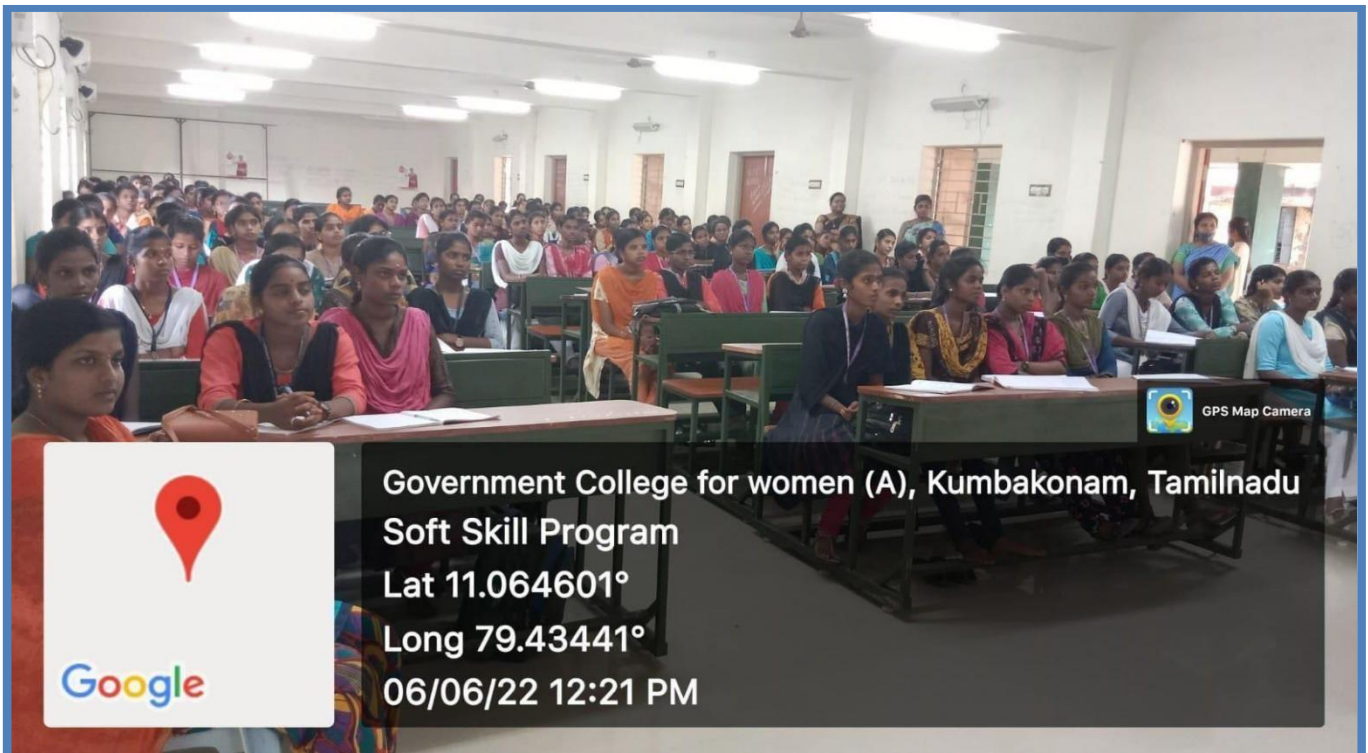 GPS Map Camera
Government College for women (A), Kumbakonam, Tamilnadu
Soft Skill Program
Lat 11.064601°
Long 79.43441°
06/06/22 12:21 PM
Google